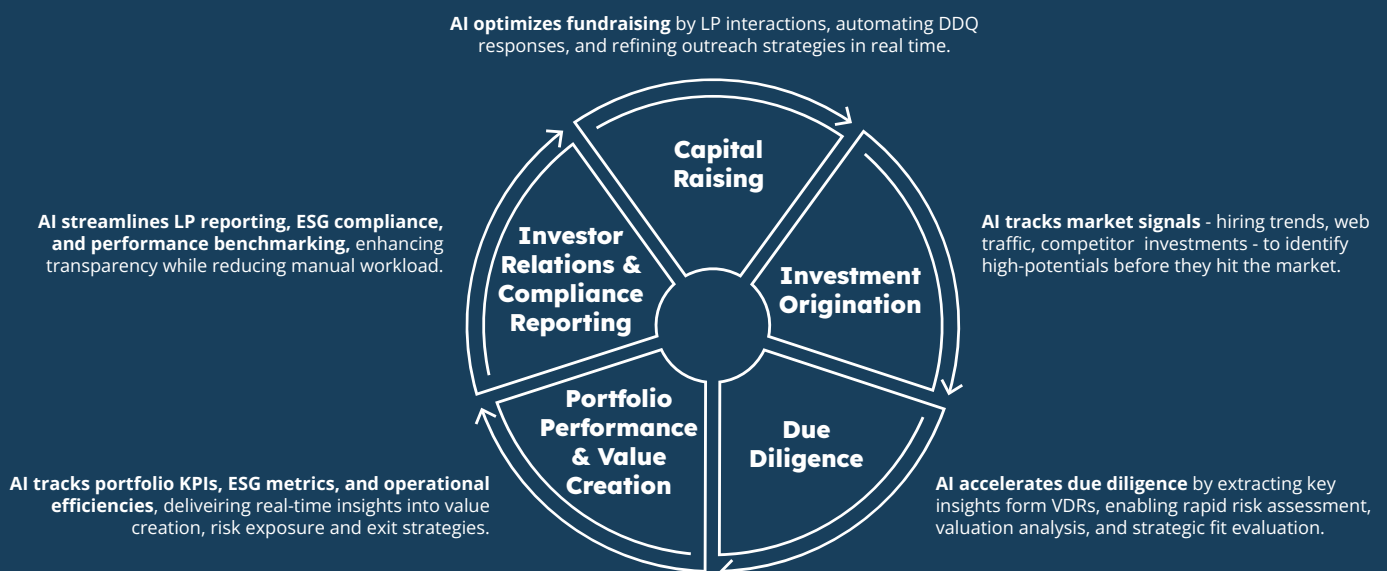 AI optimizes fundraising by LP interactions, automating DDQ
responses, and refining outreach strategies in real time.
Capital
Raising
AI tracks market signals - hiring trends, web
traffic, competitor  investments - to identify
high-potentials before they hit the market.
Investment
Origination
AI accelerates due diligence by extracting key
insights form VDRs, enabling rapid risk assessment,
valuation analysis, and strategic fit evaluation.
Due
Diligence
Portfolio
Performance
& Value
Creation
AI tracks portfolio KPIs, ESG metrics, and operational
efficiencies, deliveiring real-time insights into value
creation, risk exposure and exit strategies.
Investor
Relations &
Compliance
Reporting
AI streamlines LP reporting, ESG compliance,
and performance benchmarking, enhancing
transparency while reducing manual workload.